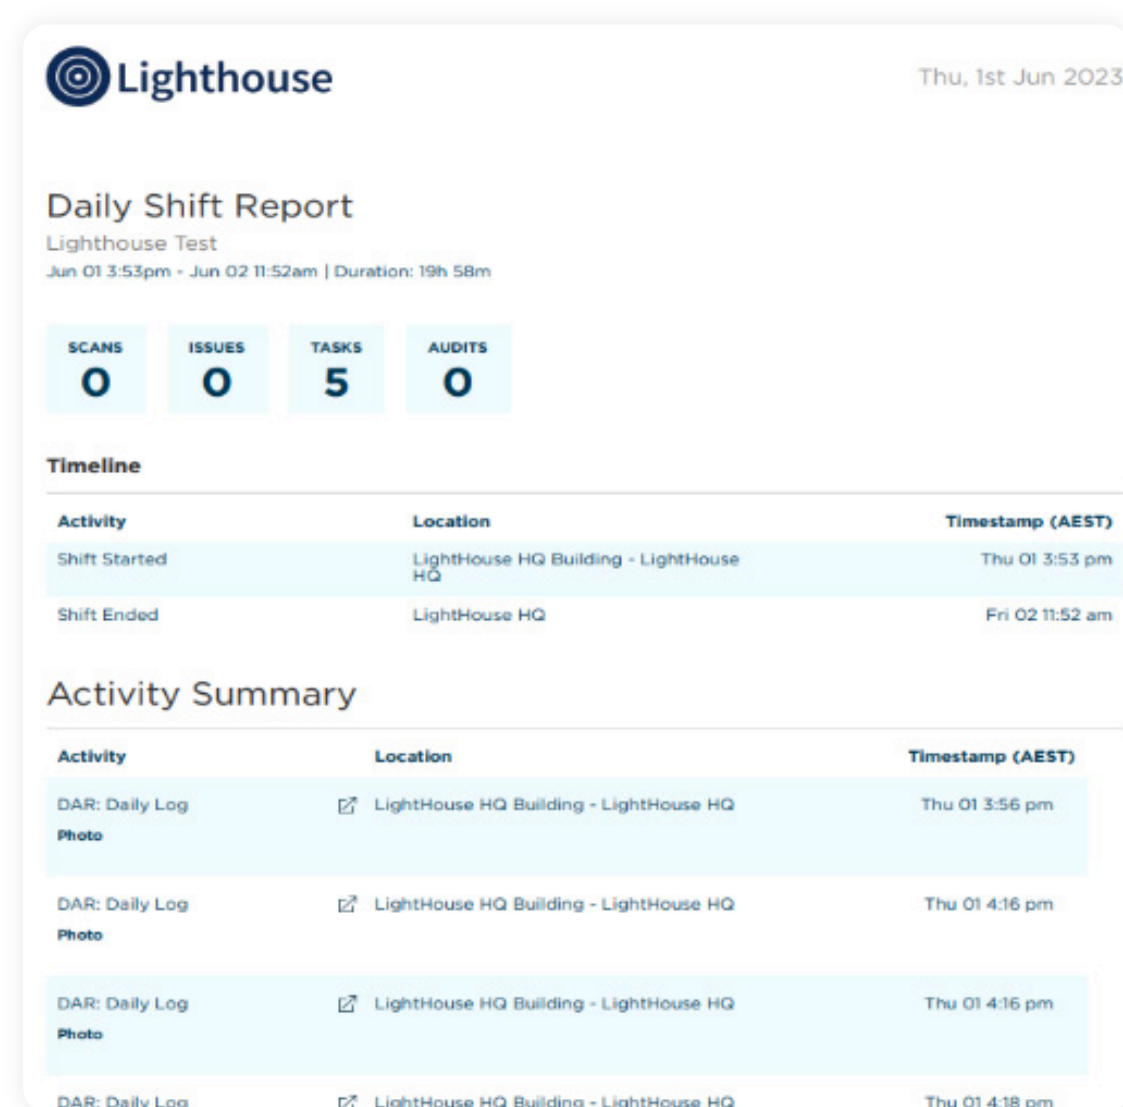 Lighthouse
Thu, 1st Jun 2023
Daily Shift Report
Lighthouse Test
Jun 01 3:53pm - Jun 02 11:52am | Duration: 19h 58m
SCANS ISSUES TASKS AUDITS
0 0 5 0
Timeline
Activity Location Timestamp (AEST)
Shift Started LightHouse HQ Building - LightHouse HQ Thu 01 3:53 pm
Shift Ended LightHouse HQ Fri 02 11:52 am
Activity Summary
Activity Location Timestamp (AEST)
DAR: Daily Log LightHouse HQ Building - LightHouse HQ Thu 01 3:56 pm
Photo
DAR: Daily Log LightHouse HQ Building - LightHouse HQ Thu 01 4:16 pm
Photo
DAR: Daily Log LightHouse HQ Building - LightHouse HQ Thu 01 4:16 pm
Photo
DAR: Daily Log LightHouse HQ Building - LightHouse HQ Thu 01 4:18 pm